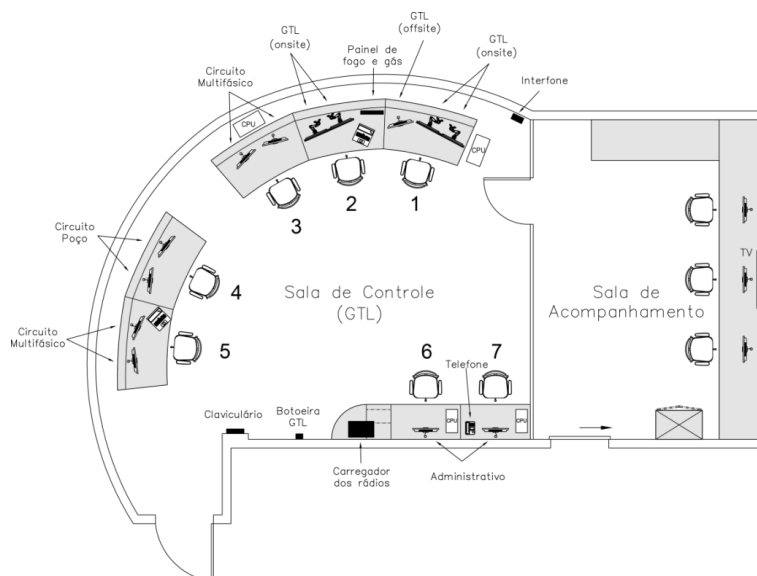 GTL
(offsite)
GTL
(onsite)
GTL
(onsite)
Painel de
fogo e gás
Circuito
Multifásico
Interfone
CPU
CPU
1
2
3
Circuito
Poço
4
Sala de Controle
(GTL)
Sala de
Acompanhamento
TV
Circuito
Multifásico
5
6
7
Telefone
CPU
CPU
Claviculário
Botoeira
GTL
Carregador
dos rádios
Administrativo